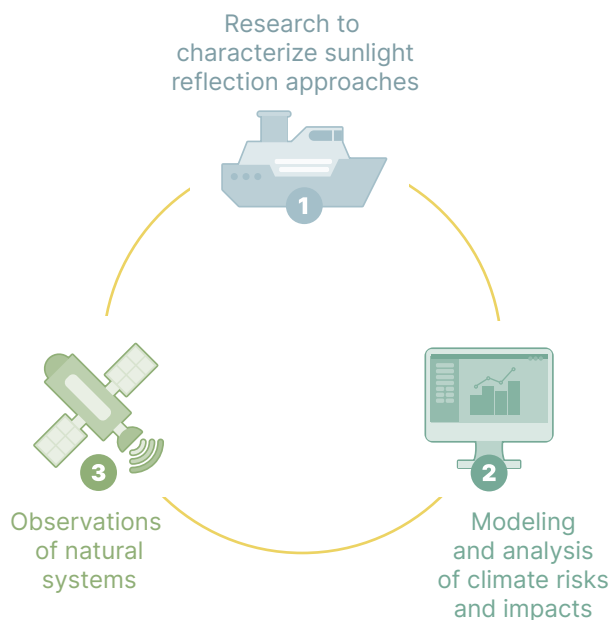 Research to
characterize sunlight
reflection approaches
1
2
Modeling
and analysis
of climate risks
and impacts
3
Observations
of natural
systems